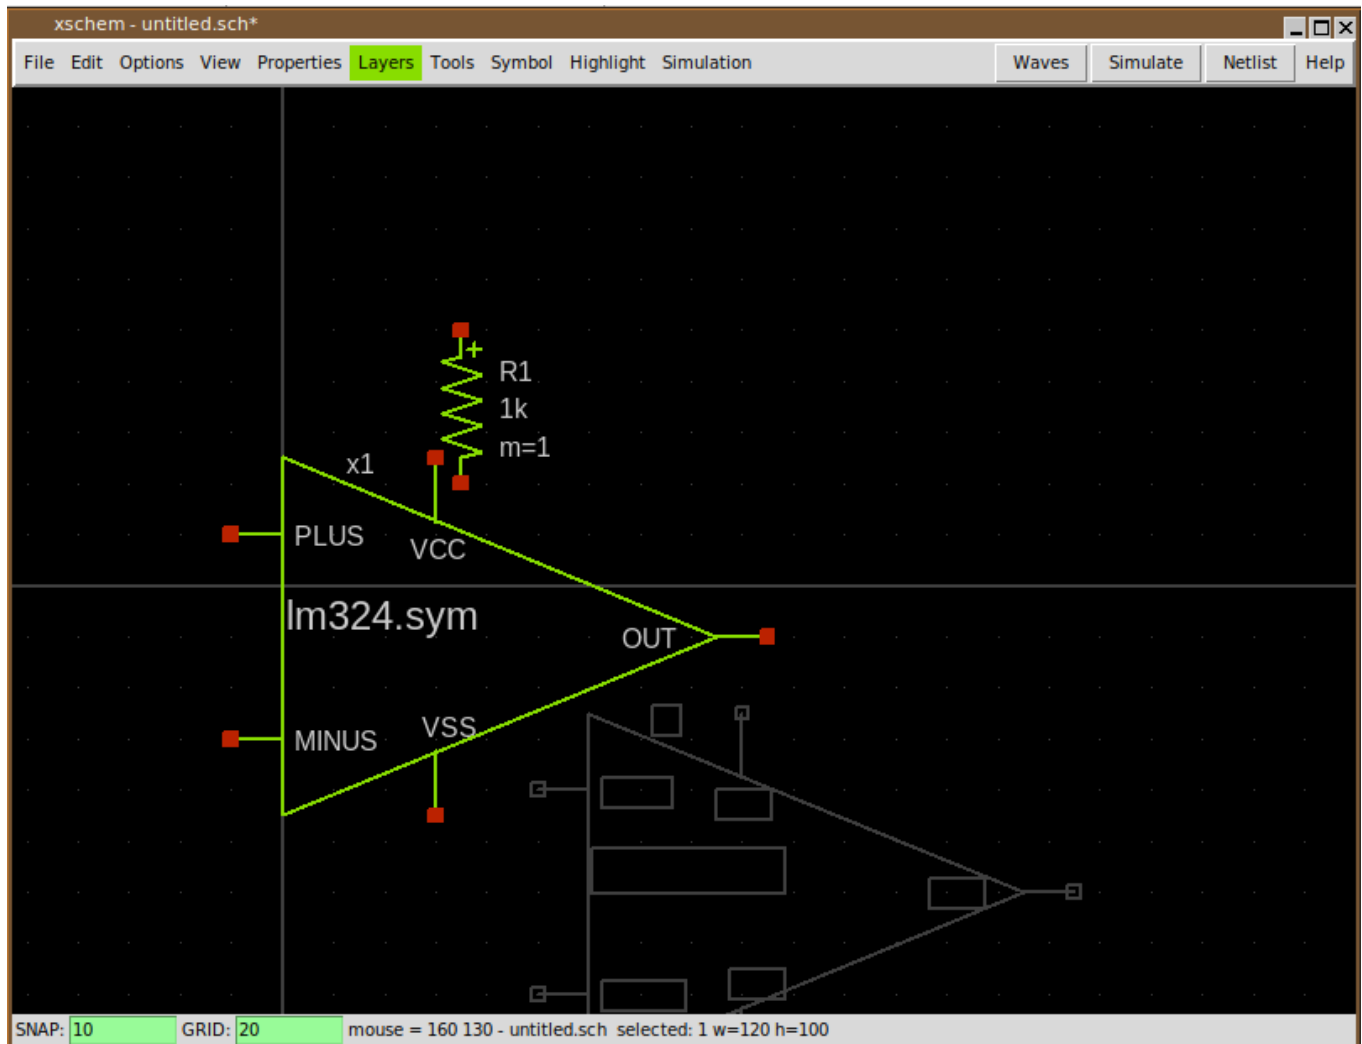 xschem - untitled.sch*
File Edit Options View Properties Layers Tools Symbol Highlight Simulation Waves Simulate Netlist Help
+
R1
1k
m=1
x1
PLUS
VCC
lm324.sym
OUT
VSS
MINUS
SNAP: 10 GRID: 20 mouse = 160 130 - untitled.sch selected: 1 w=120 h=100